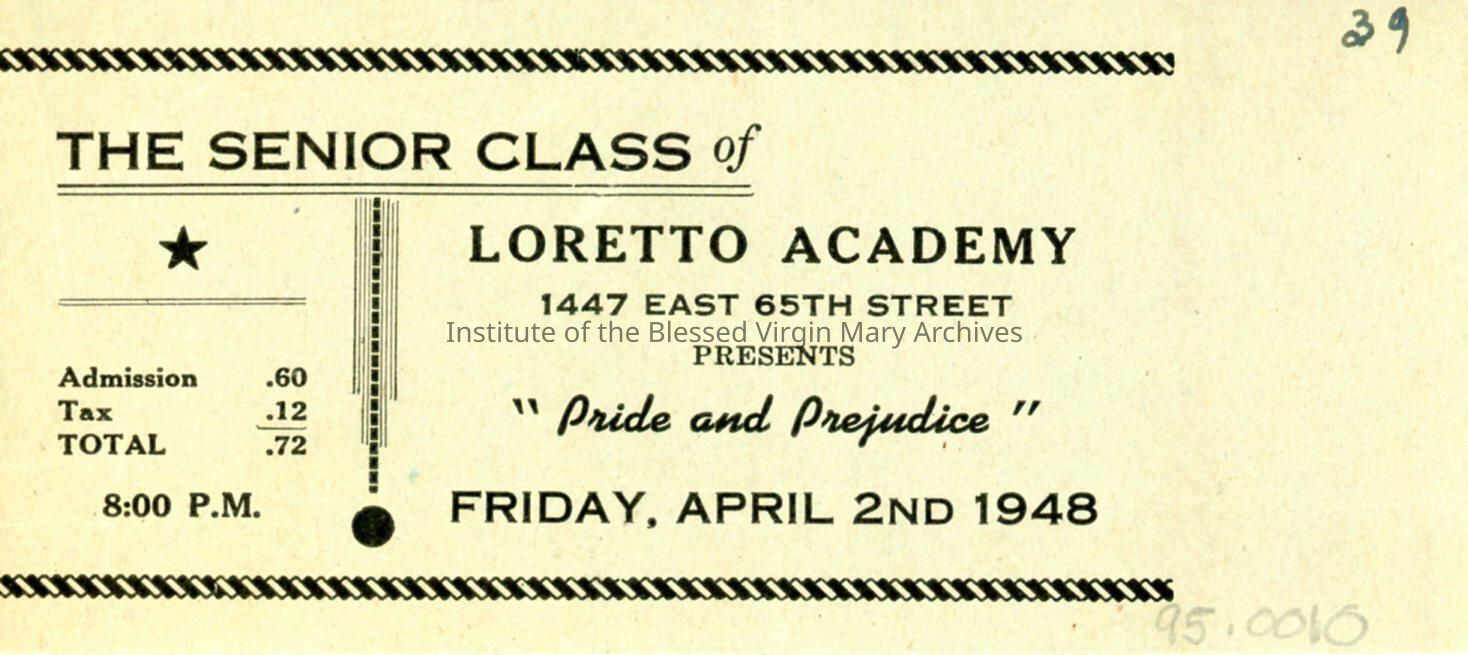 39
THE SENIOR CLASS of
LORETTO ACADEMY
1447 EAST 65TH STREET
Institute of the Blessed Virgin Mary Archives
PRESENTS
"Pride and Prejudice"
FRIDAY, APRIL 2ND 1948
Admission .60
Tax .12
TOTAL .72
8:00 P.M.
95.0010